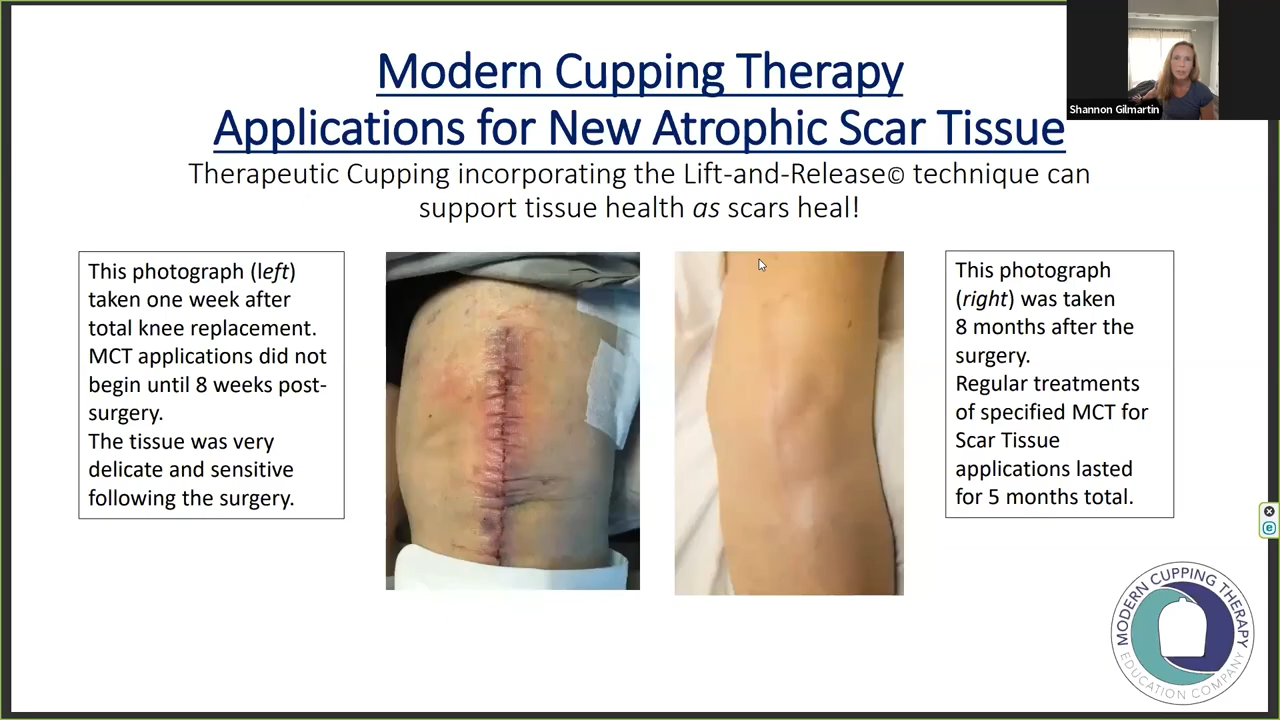 Modern Cupping Therapy
Applications for New Atrophic Scar Tissue
Therapeutic Cupping incorporating the Lift-and-Release© technique can
support tissue health as scars heal!
Shannon Gilmartin
This photograph (left)
taken one week after
total knee replacement.
MCT applications did not
begin until 8 weeks post-
surgery.
The tissue was very
delicate and sensitive
following the surgery.
This photograph
(right) was taken
8 months after the
surgery.
Regular treatments
of specified MCT for
Scar Tissue
applications lasted
for 5 months total.
MODERN CUPPING THERAPY
EDUCATION COMPANY